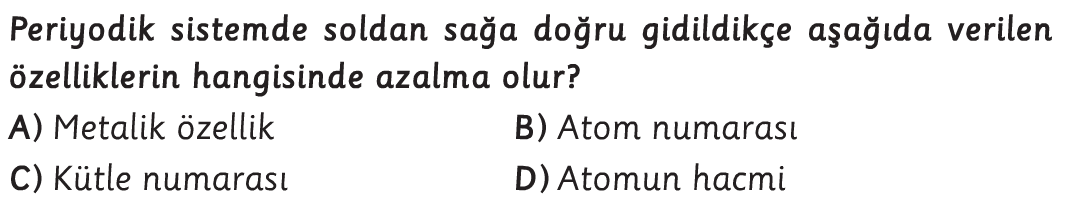 Periyodik sistemde soldan sağa doğru gidildikçe aşağıda verilen
özelliklerin hangisinde azalma olur?
A) Metalik özellik B) Atom numarası
C) Kütle numarası D) Atomun hacmi